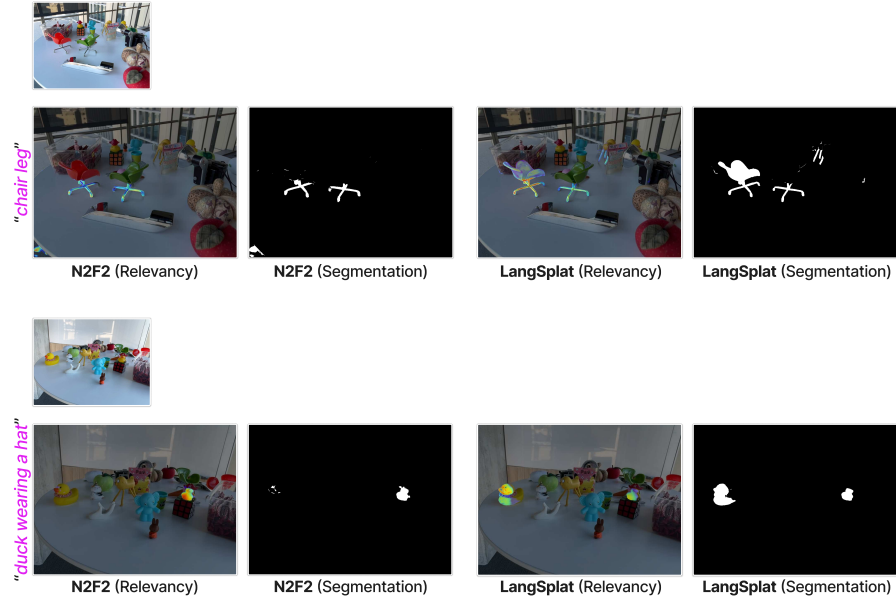 “chair leg”
N2F2 (Relevancy)
N2F2 (Segmentation)
LangSplat (Relevancy)
LangSplat (Segmentation)
“duck wearing a hat”
N2F2 (Relevancy)
N2F2 (Segmentation)
LangSplat (Relevancy)
LangSplat (Segmentation)